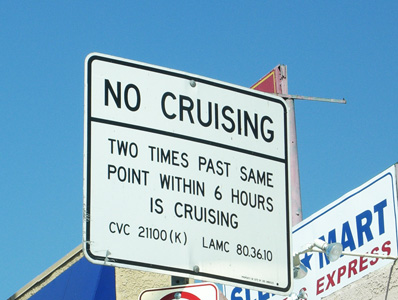 NO CRUISING
TWO TIMES PAST SAME
POINT WITHIN 6 HOURS
IS CRUISING
CVC 21100(K) LAMC 80.36.10
MART
EXPRESS